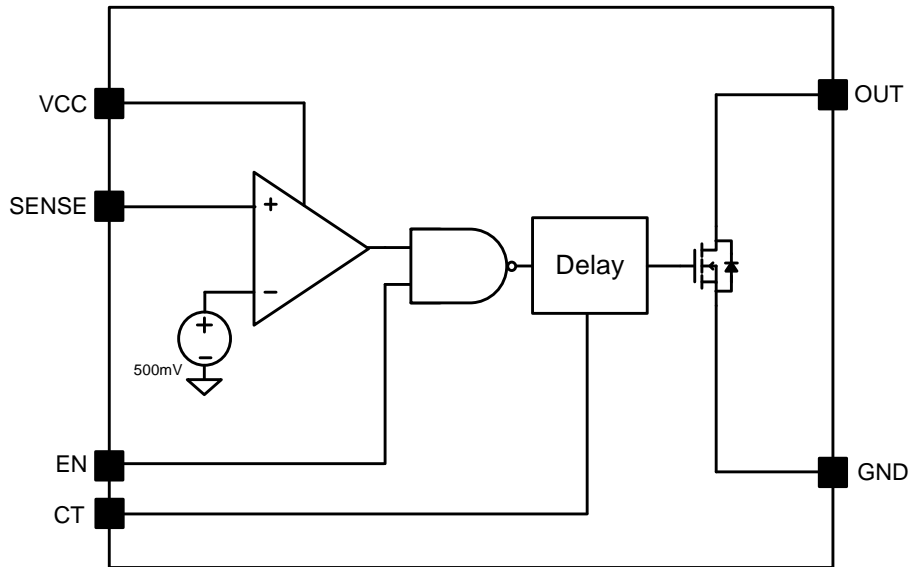 VCC
OUT
SENSE
+
−
Delay
+
−
500mV
EN
GND
CT